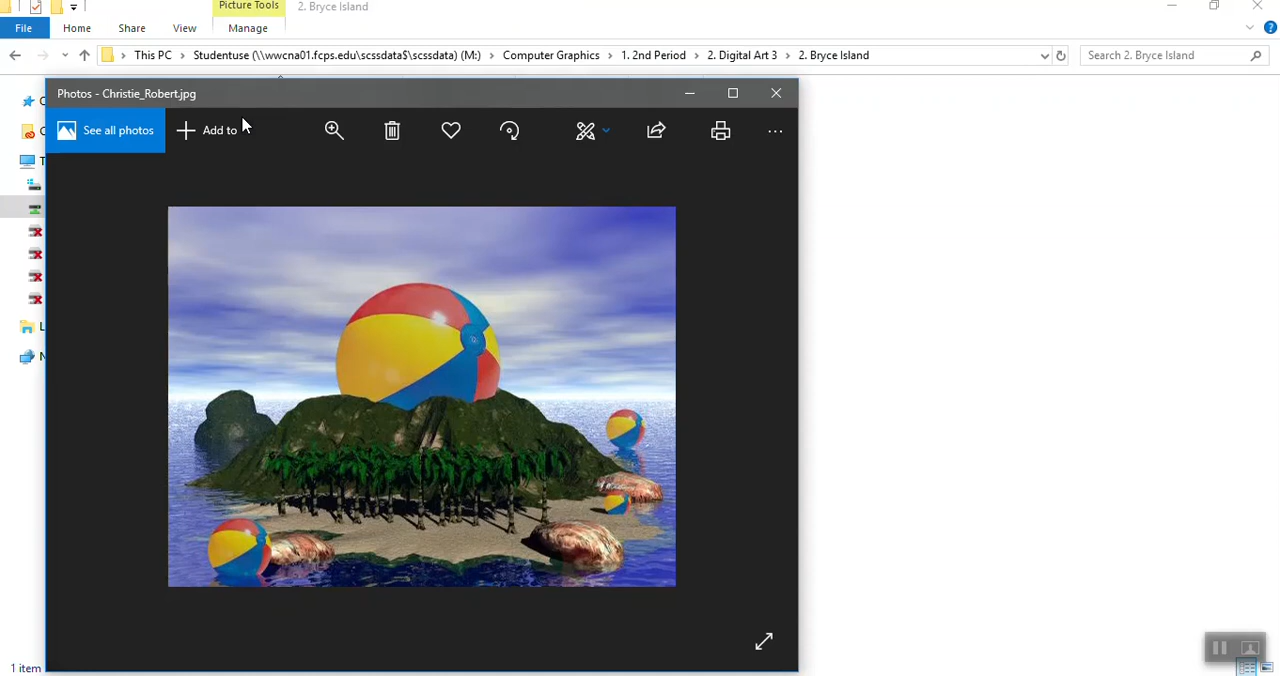 Picture Tools 2. Bryce Island
File Home Share View Manage
This PC Studentuse (\\wwcna01.fcps.edu\scssdata$\scssdata) (M:) Computer Graphics 1. 2nd Period 2. Digital Art 3 2. Bryce Island Search 2. Bryce Island
Photos - Christie_Robert.jpg
See all photos Add to
1 item